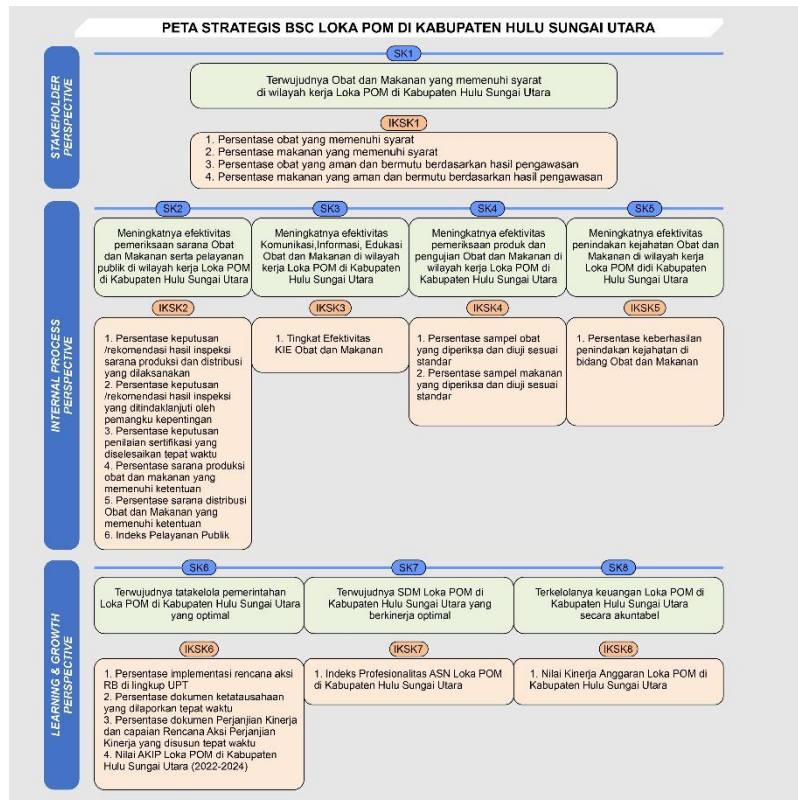 PETA STRATEGIS BSC LOKA POM DI KABUPATEN HULU SUNGAI UTARA
STAKEHOLDER
PERSPECTIVE
SK1
Terwujudnya Obat dan Makanan yang memenuhi syarat
di wilayah kerja Loka POM di Kabupaten Hulu Sungai Utara
IKSK1
1. Persentase obat yang memenuhi syarat
2. Persentase makanan yang memenuhi syarat
3. Persentase obat yang aman dan bermutu berdasarkan hasil pengawasan
4. Persentase makanan yang aman dan bermutu berdasarkan hasil pengawasan
INTERNAL PROCESS
PERSPECTIVE
SK2
Meningkatnya efektivitas
pemeriksaan sarana Obat
dan Makanan serta pelayanan
publik di wilayah kerja Loka POM
di Kabupaten Hulu Sungai Utara
IKSK2
1. Persentase keputusan
/rekomendasi hasil inspeksi
sarana produksi dan distribusi
yang dilaksanakan
2. Persentase keputusan
/rekomendasi hasil inspeksi
yang ditindaklanjuti oleh
pemangku kepentingan
3. Persentase keputusan
penilaian sertifikasi yang
diselesaikan tepat waktu
4. Persentase sarana produksi
obat dan makanan yang
memenuhi ketentuan
5. Persentase sarana distribusi
Obat dan Makanan yang
memenuhi ketentuan
6. Indeks Pelayanan Publik
SK3
Meningkatnya efektivitas
Komunikasi,Informasi, Edukasi
Obat dan Makanan di wilayah
kerja Loka POM di Kabupaten
Hulu Sungai Utara
IKSK3
1. Tingkat Efektivitas
KIE Obat dan Makanan
SK4
Meningkatnya efektivitas
pemeriksaan produk dan
pengujian Obat dan Makanan di
wilayah kerja Loka POM di
Kabupaten Hulu Sungai Utara
IKSK4
1. Persentase sampel obat
yang diperiksa dan diuji sesuai
standar
2. Persentase sampel makanan
yang diperiksa dan diuji sesuai
standar
SK5
Meningkatnya efektivitas
penindakan kejahatan Obat dan
Makanan di wilayah kerja
Loka POM didi Kabupaten
Hulu Sungai Utara
IKSK5
1. Persentase keberhasilan
penindakan kejahatan di
bidang Obat dan Makanan
LEARNING & GROWTH
PERSPECTIVE
SK6
Terwujudnya tatakelola pemerintahan
Loka POM di Kabupaten Hulu Sungai Utara
yang optimal
IKSK6
1. Persentase implementasi rencana aksi
RB di lingkup UPT
2. Persentase dokumen ketatausahaan
yang dilaporkan tepat waktu
3. Persentase dokumen Perjanjian Kinerja
dan capaian Rencana Aksi Perjanjian
Kinerja yang disusun tepat waktu
4. Nilai AKIP Loka POM di Kabupaten
Hulu Sungai Utara (2022-2024)
SK7
Terwujudnya SDM Loka POM di
Kabupaten Hulu Sungai Utara yang
berkinerja optimal
IKSK7
1. Indeks Profesionalitas ASN Loka POM
di Kabupaten Hulu Sungai Utara
SK8
Terkelolanya keuangan Loka POM di
Kabupaten Hulu Sungai Utara
secara akuntabel
IKSK8
1. Nilai Kinerja Anggaran Loka POM di
Kabupaten Hulu Sungai Utara